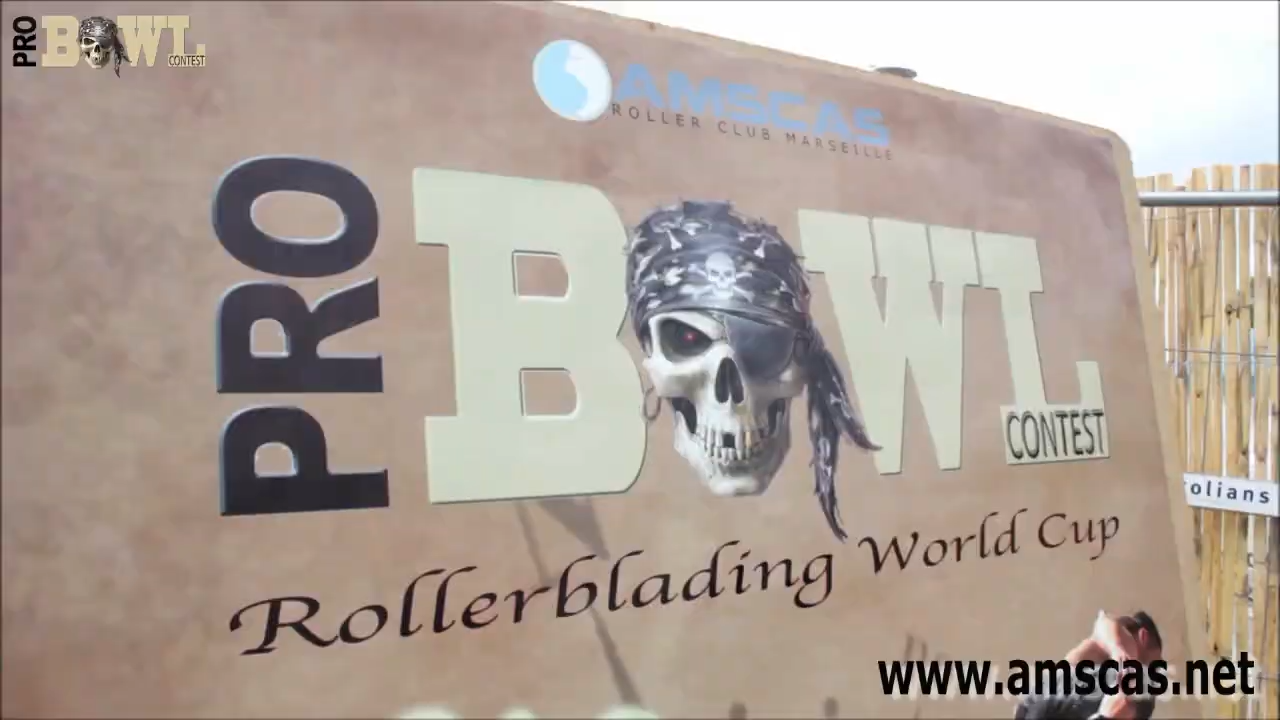 PRO
BOWL
CONTEST
AMSCAS
ROLLER CLUB MARSEILLE
PRO
BOWL
CONTEST
Rollerblading World Cup
olians
www.amscas.net